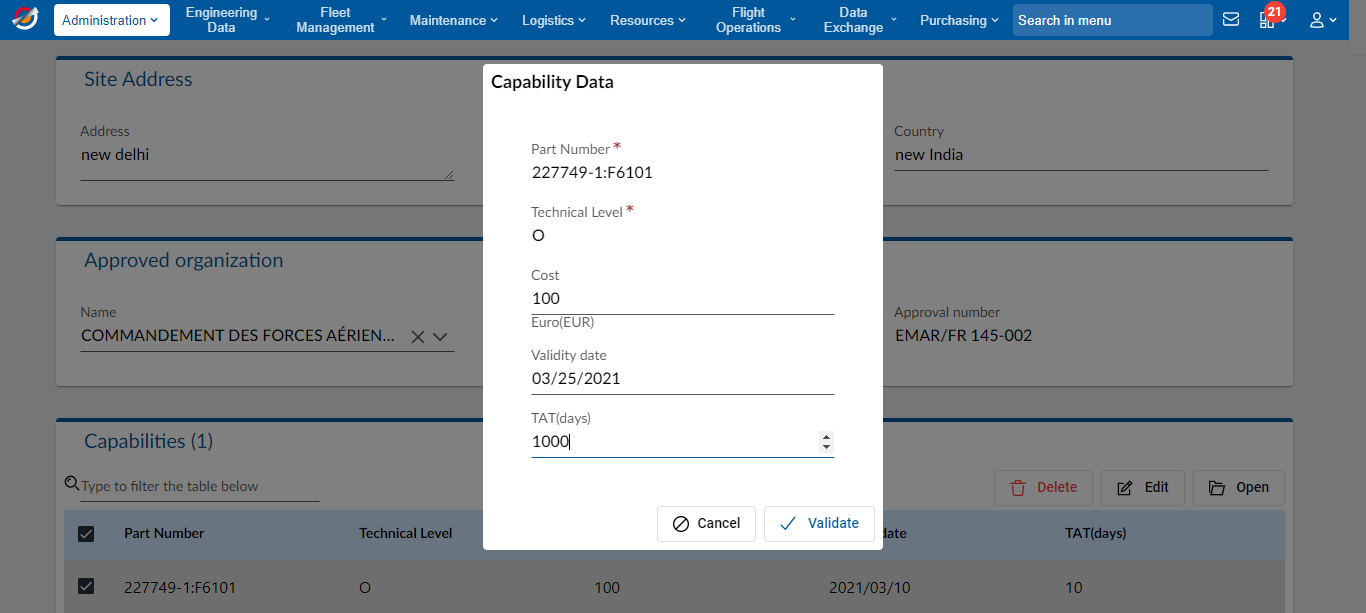 Administration
Engineering
Data
Fleet
Management
Maintenance
Logistics
Resources
Flight
Operations
Data
Exchange
Purchasing
Search in menu
21
Site Address
Address
new delhi
Country
new India
Approved organization
Name
COMMANDEMENT DES FORCES AÉRIEN...
Approval number
EMAR/FR 145-002
Capability Data
Part Number *
227749-1:F6101
Technical Level *
O
Cost
100
Euro(EUR)
Validity date
03/25/2021
TAT(days)
1000
Cancel
Validate
Capabilities (1)
Type to filter the table below
Delete
Edit
Open
Part Number
Technical Level
date
TAT(days)
227749-1:F6101
O
100
2021/03/10
10